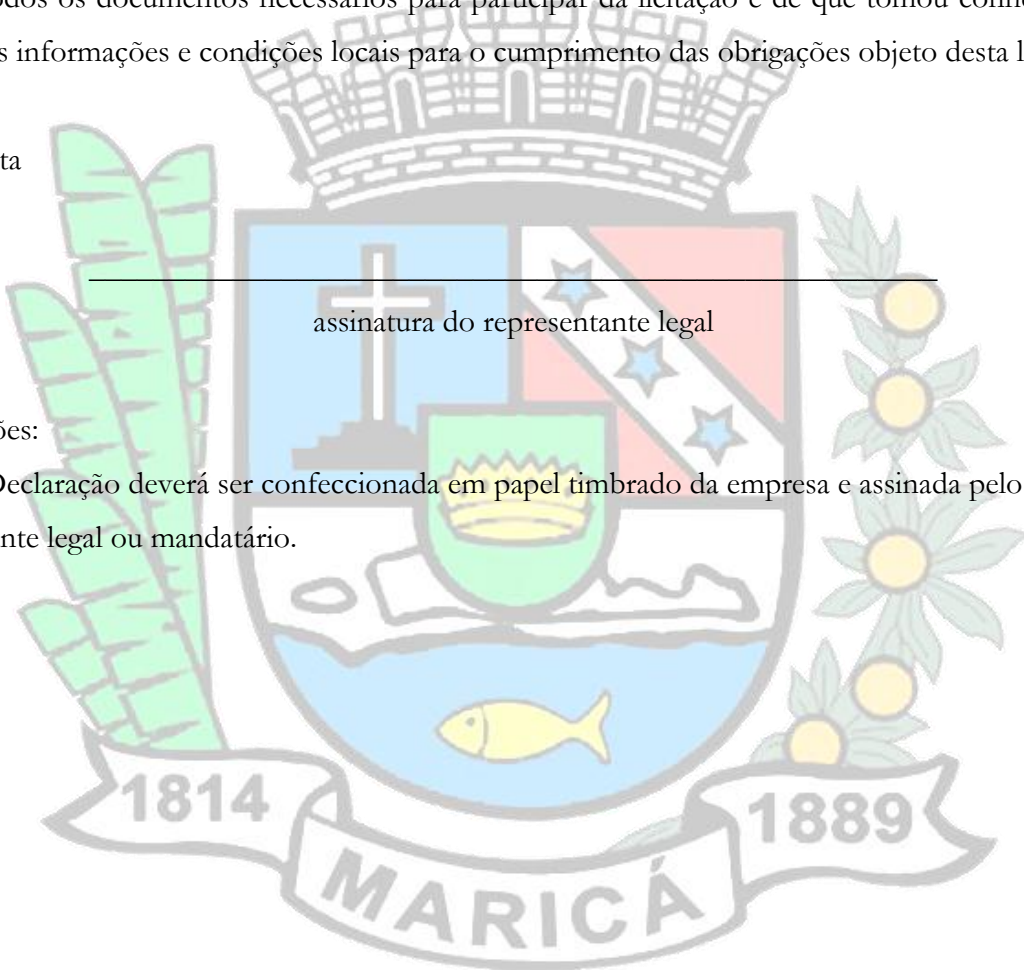 odos os documentos necessários para participar da licitação e de que tomou conhe
s informações e condições locais para o cumprimento das obrigações objeto desta l
ta
assinatura do representante legal
ões:
Declaração deverá ser confeccionada em papel timbrado da empresa e assinada pelo
nte legal ou mandatário.
1814
1889
MARICÁ